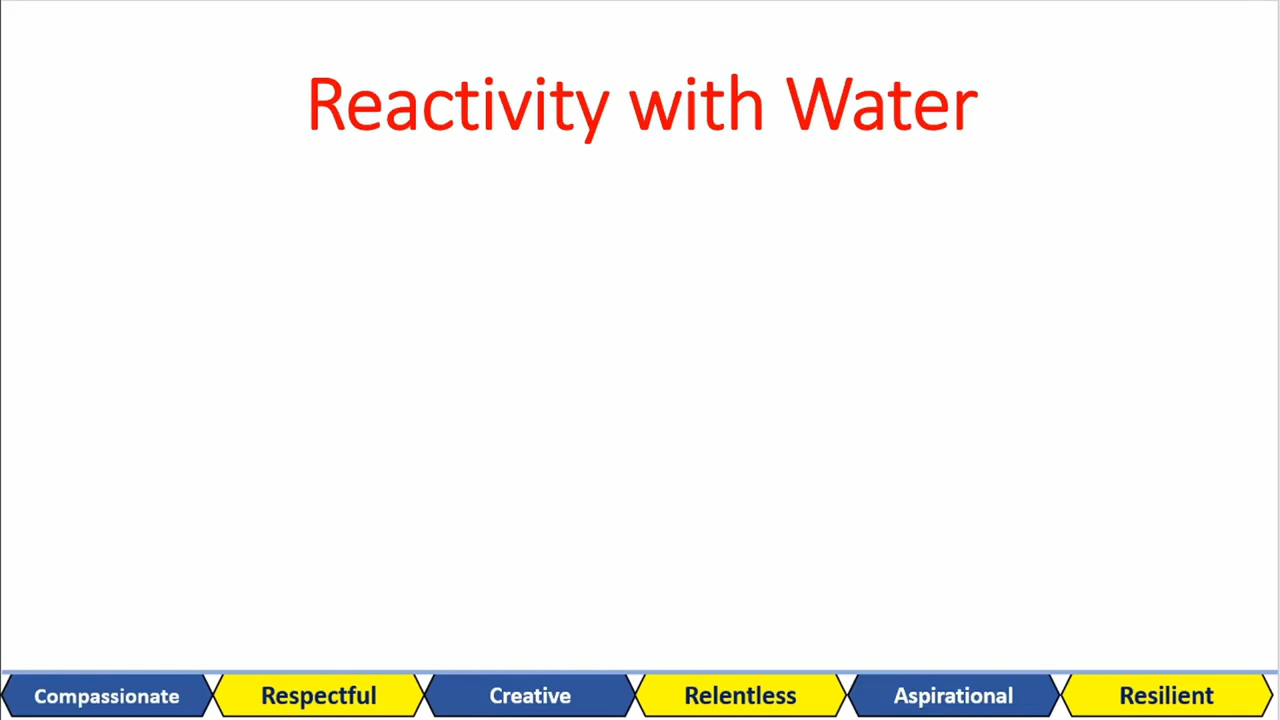 Reactivity with Water
Compassionate Respectful Creative Relentless Aspirational Resilient